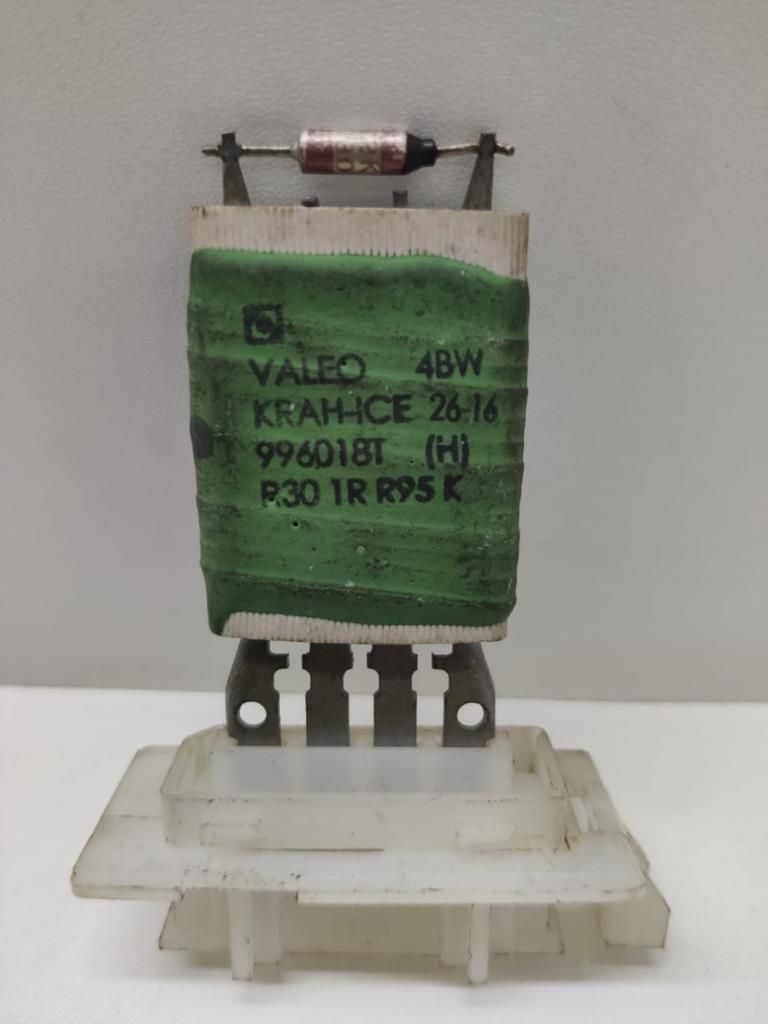 VALEO 4BW
KRAH-ICE 26-16
996018T (H)
R30 1R R95 K